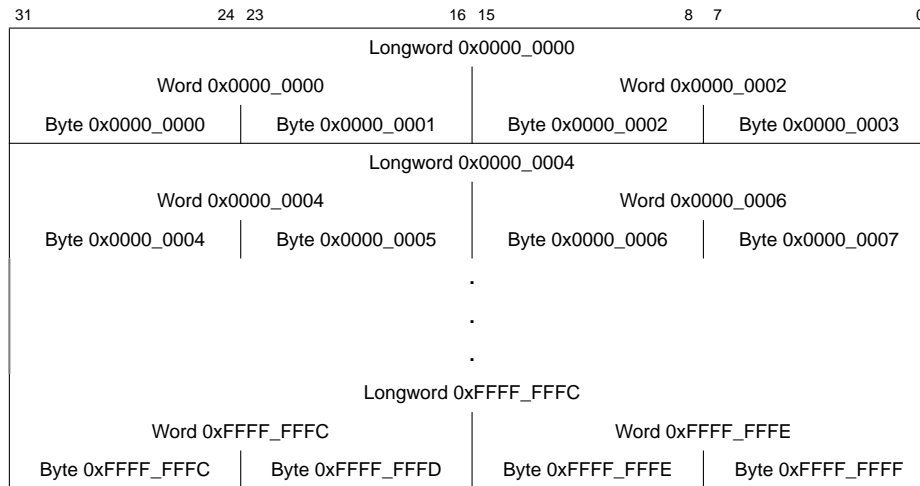 31 24 23 16 15 8 7 0
Longword 0x0000_0000
Word 0x0000_0000 Word 0x0000_0002
Byte 0x0000_0000 Byte 0x0000_0001 Byte 0x0000_0002 Byte 0x0000_0003
Longword 0x0000_0004
Word 0x0000_0004 Word 0x0000_0006
Byte 0x0000_0004 Byte 0x0000_0005 Byte 0x0000_0006 Byte 0x0000_0007
.
.
.
Longword 0xFFFF_FFFC
Word 0xFFFF_FFFC Word 0xFFFF_FFFE
Byte 0xFFFF_FFFC Byte 0xFFFF_FFFD Byte 0xFFFF_FFFE Byte 0xFFFF_FFFF